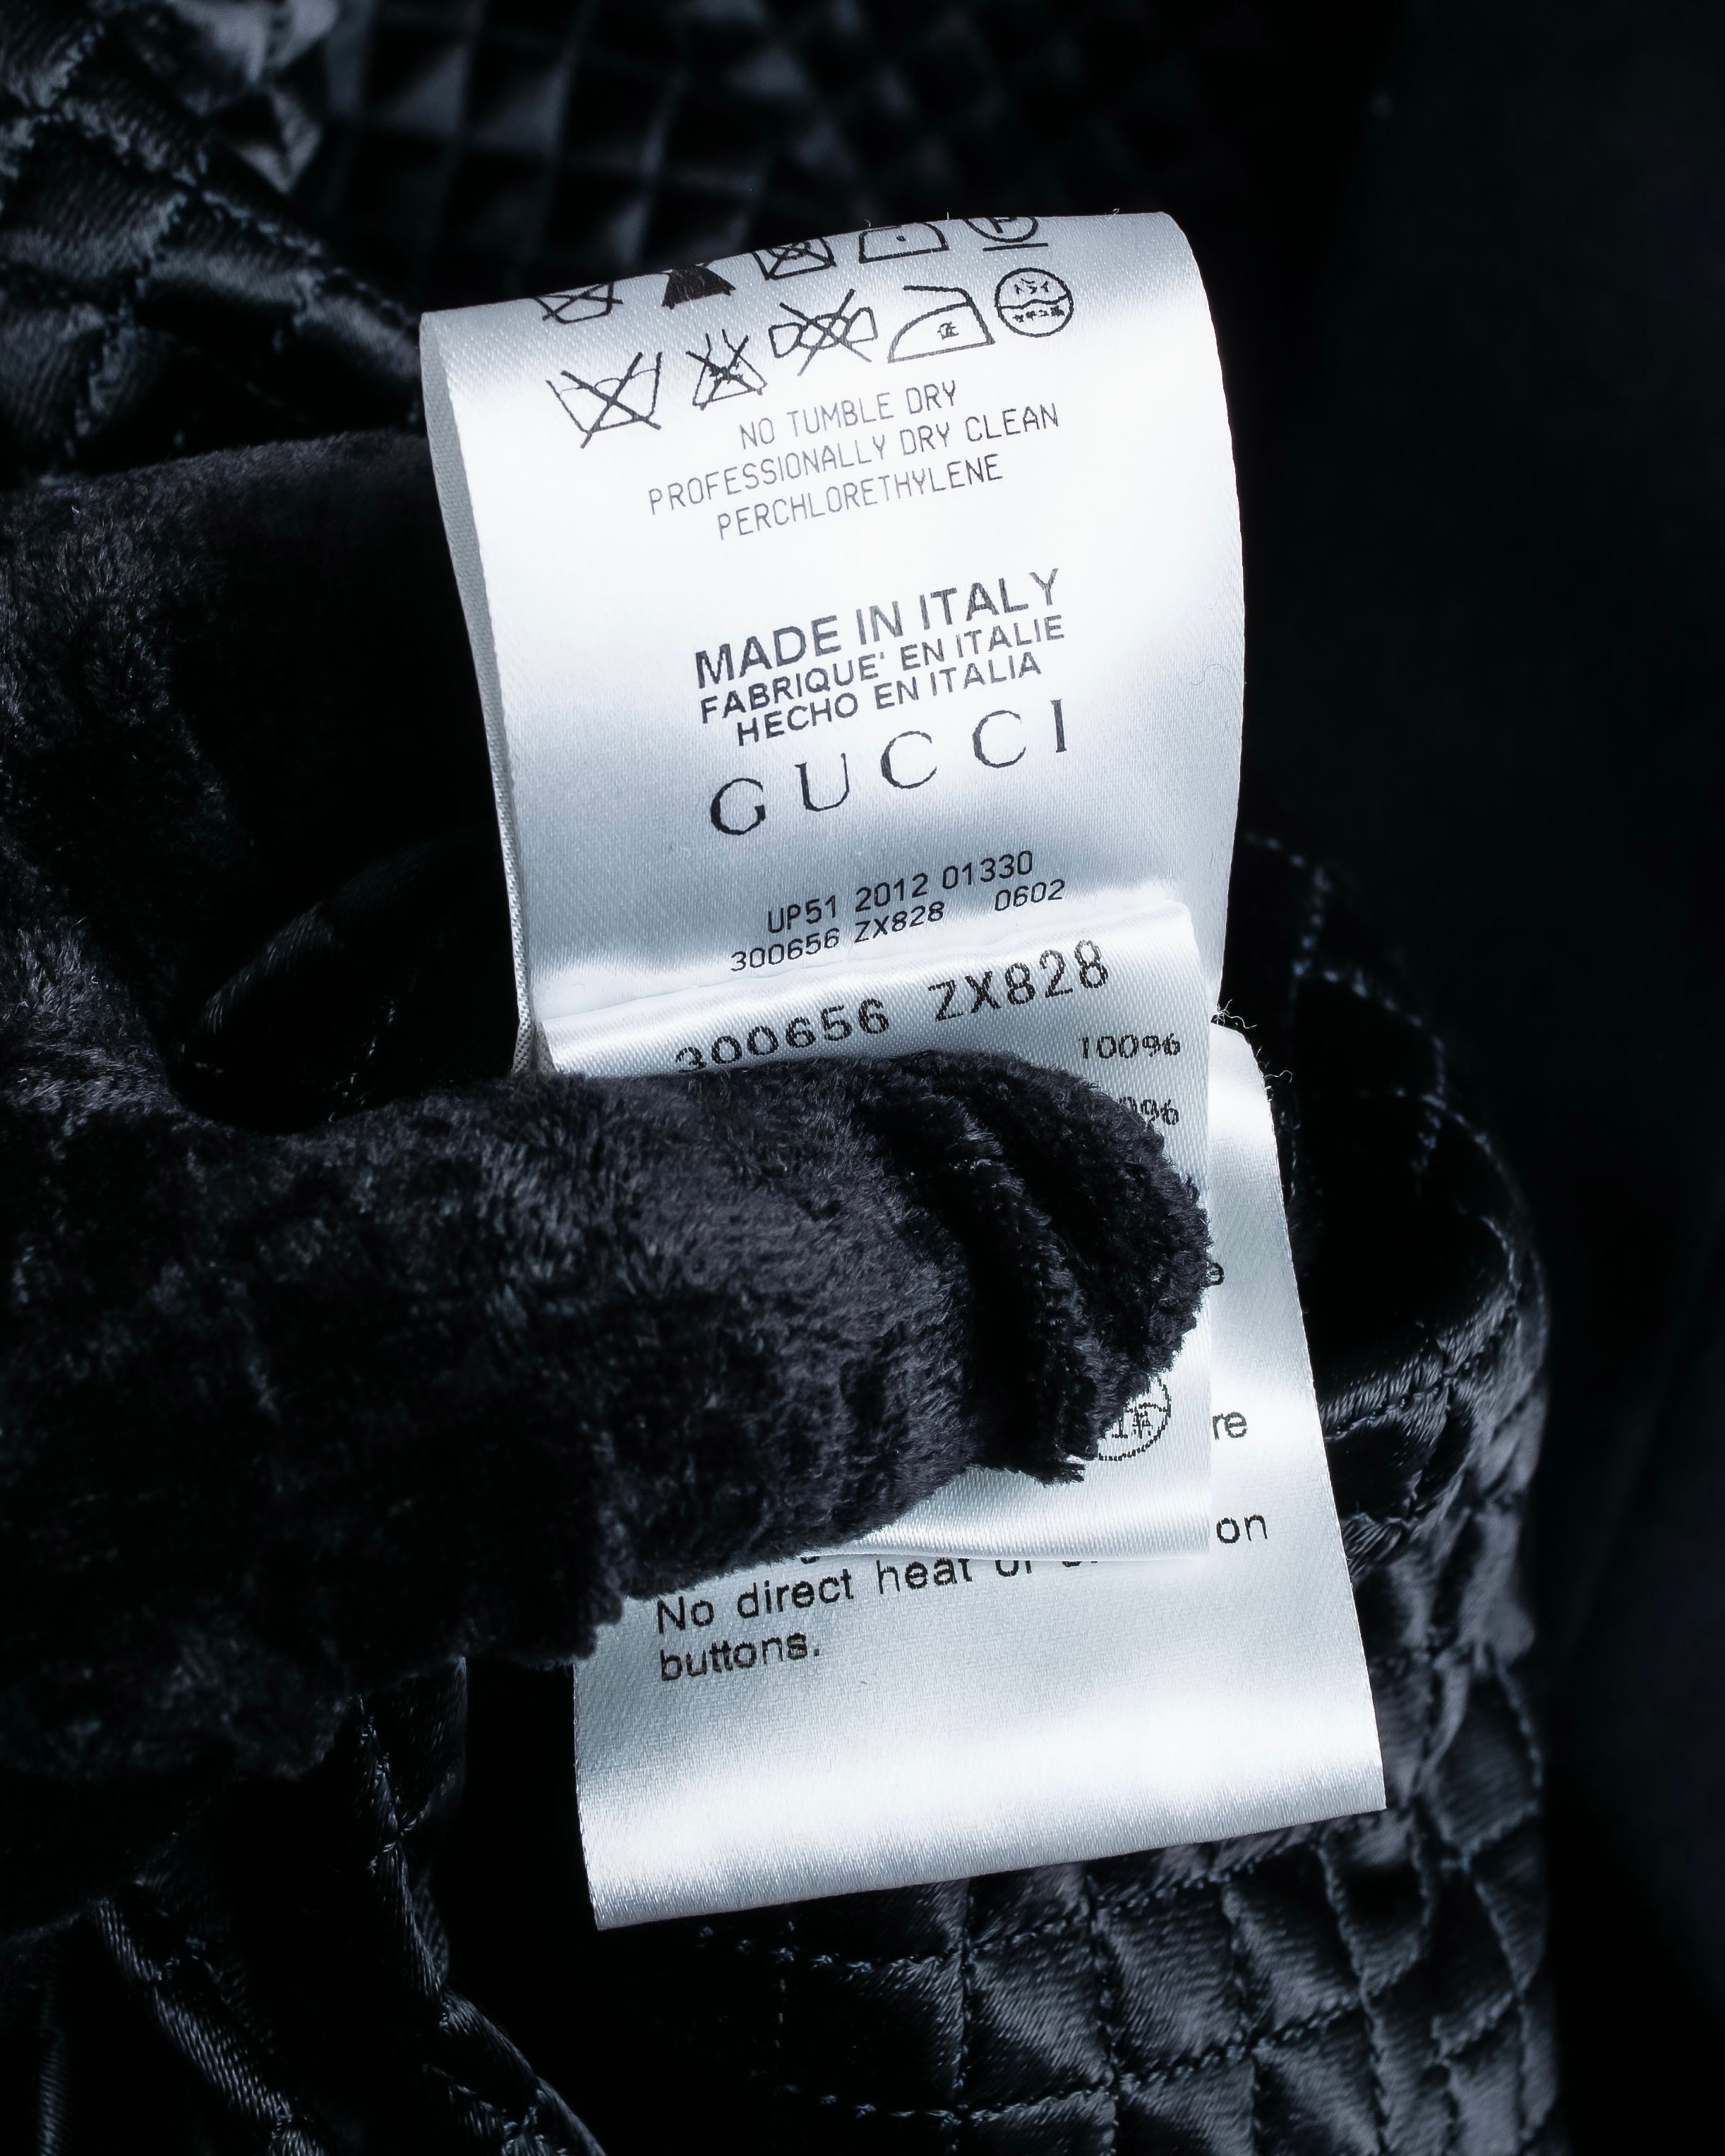 NO TUMBLE DRY
PROFESSIONALLY DRY CLEAN
PERCHLORETHYLENE
MADE IN ITALY
FABRIQUE' EN ITALIE
HECHO EN ITALIA
GUCCI
UP51 2012 01330
300656 ZX828 0602
300656 ZX828
100%
on
No direct heat
buttons.